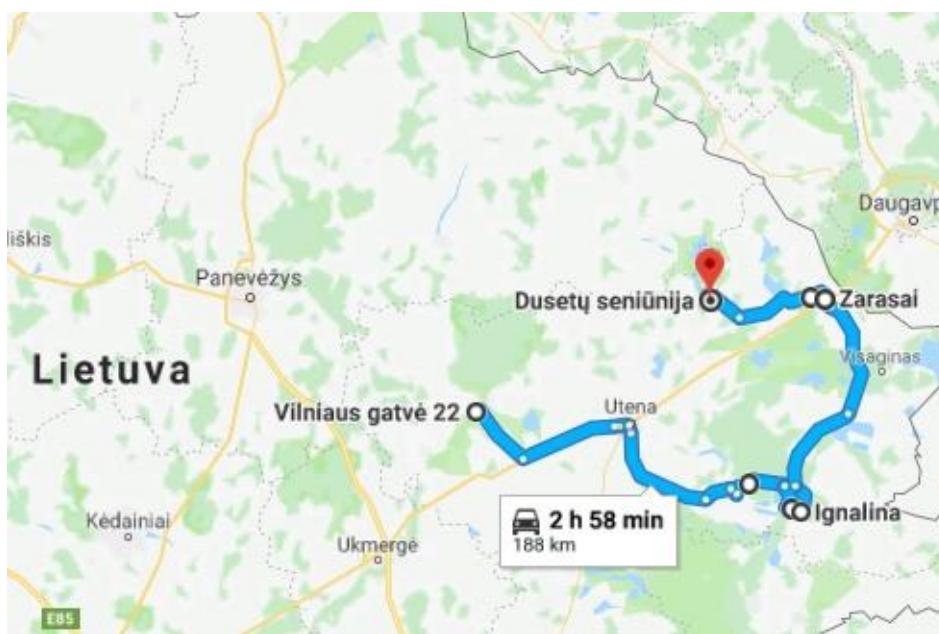 Daugavp
liškis
Panevėžys
Dusetų seniūnija
Zarasai
Lietuva
Visaginas
Vilniaus gatvė 22
Utena
2 h 58 min
188 km
Ignalina
Kėdainiai
Ukmergė
E85